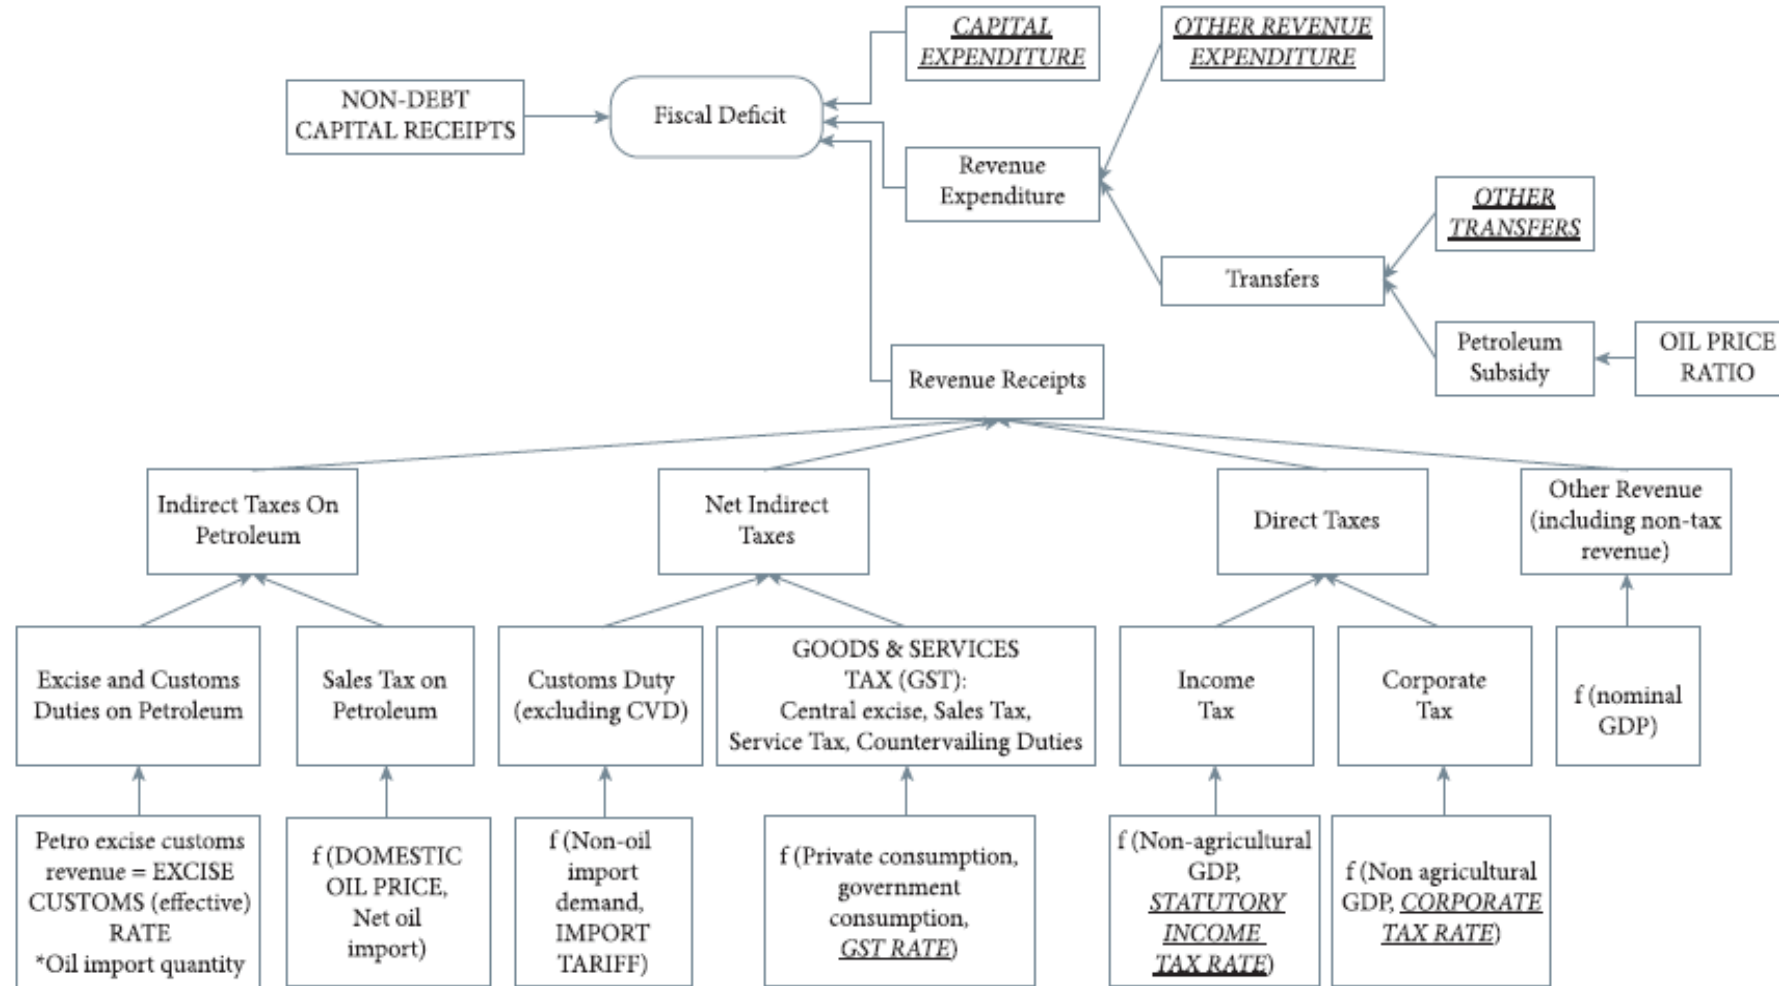 CAPITAL
EXPENDITURE
OTHER REVENUE
EXPENDITURE
NON-DEBT
CAPITAL RECEIPTS
Fiscal Deficit
Revenue
Expenditure
OTHER
TRANSFERS
Transfers
Petroleum
Subsidy
OIL PRICE
RATIO
Revenue Receipts
Indirect Taxes On
Petroleum
Net Indirect
Taxes
Direct Taxes
Other Revenue
(including non-tax
revenue)
Excise and Customs
Duties on Petroleum
Sales Tax on
Petroleum
Customs Duty
(excluding CVD)
GOODS & SERVICES
TAX (GST):
Central excise, Sales Tax,
Service Tax, Countervailing Duties
Income
Tax
Corporate
Tax
f (nominal
GDP)
Petro excise customs
revenue = EXCISE
CUSTOMS (effective)
RATE
*Oil import quantity
f (DOMESTIC
OIL PRICE,
Net oil
import)
f (Non-oil
import
demand,
IMPORT
TARIFF)
f (Private consumption,
government
consumption,
GST RATE)
f (Non-agricultural
GDP,
STATUTORY
INCOME
TAX RATE)
f (Non agricultural
GDP, CORPORATE
TAX RATE)